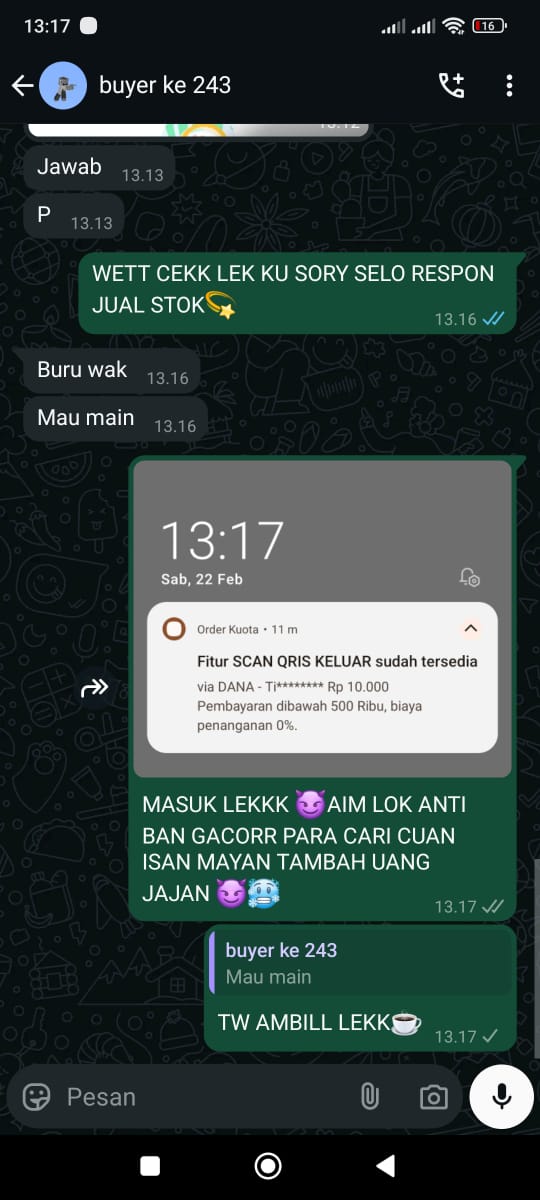 13:17
16
buyer ke 243
13.12
Jawab 13.13
P 13.13
WETT CEKK LEK KU SORY SELO RESPON
JUAL STOK💫
13.16
Buru wak 13.16
Mau main 13.16
13:17
Sab, 22 Feb
Order Kuota • 11 m
Fitur SCAN QRIS KELUAR sudah tersedia
via DANA - Ti******** Rp 10.000
Pembayaran dibawah 500 Ribu, biaya
penanganan 0%.
MASUK LEKKK 😈AIM LOK ANTI
BAN GACORR PARA CARI CUAN
ISAN MAYAN TAMBAH UANG
JAJAN 😈🥶
13.17
buyer ke 243
Mau main
TW AMBILL LEKK☕
13.17
Pesan